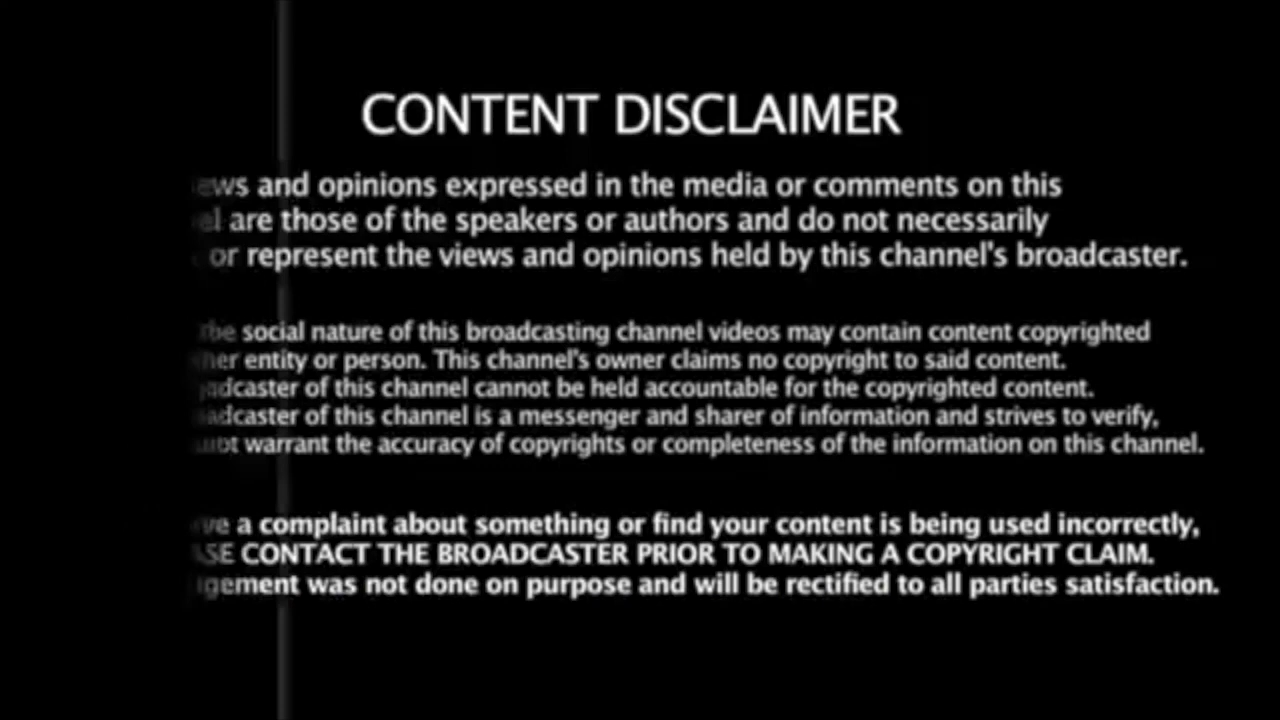 CONTENT DISCLAIMER
and opinions expressed in the media or comments on this
are those of the speakers or authors and do not necessarily
or represent the views and opinions held by this channel's broadcaster.
the social nature of this broadcasting channel videos may contain content copyrighted
entity or person. This channel's owner claims no copyright to said content.
of this channel cannot be held accountable for the copyrighted content.
of this channel is a messenger and sharer of information and strives to verify,
warrant the accuracy of copyrights or completeness of the information on this channel.
a complaint about something or find your content is being used incorrectly,
CONTACT THE BROADCASTER PRIOR TO MAKING A COPYRIGHT CLAIM.
was not done on purpose and will be rectified to all parties satisfaction.